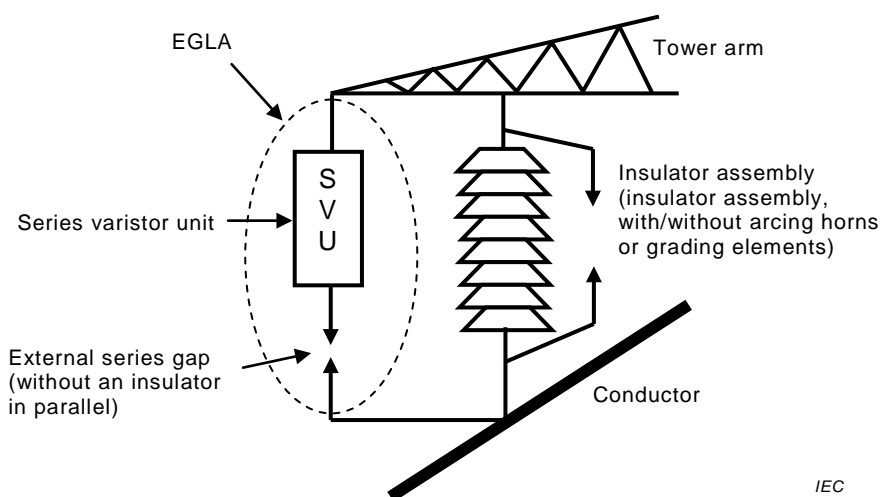 EGLA
Tower arm
S
V
U
Series varistor unit
Insulator assembly
(insulator assembly,
with/without arcing horns
or grading elements)
External series gap
(without an insulator
in parallel)
Conductor
IEC